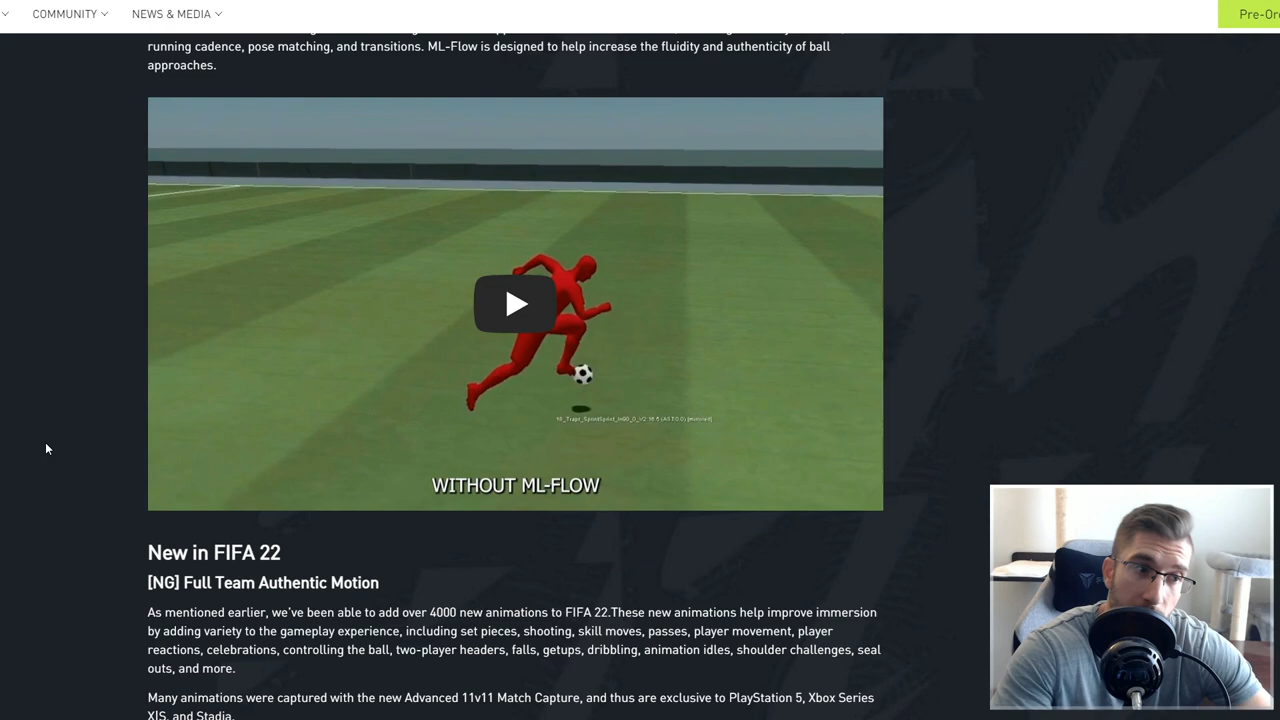 COMMUNITY NEWS & MEDIA Pre-Or
running cadence, pose matching, and transitions. ML-Flow is designed to help increase the fluidity and authenticity of ball
approaches.
WITHOUT ML-FLOW
New in FIFA 22
[NG] Full Team Authentic Motion
As mentioned earlier, we've been able to add over 4000 new animations to FIFA 22.These new animations help improve immersion
by adding variety to the gameplay experience, including set pieces, shooting, skill moves, passes, player movement, player
reactions, celebrations, controlling the ball, two-player headers, falls, getups, dribbling, animation idles, shoulder challenges, seal
outs, and more.
Many animations were captured with the new Advanced 11v11 Match Capture, and thus are exclusive to PlayStation 5, Xbox Series
X|S, and Stadia.